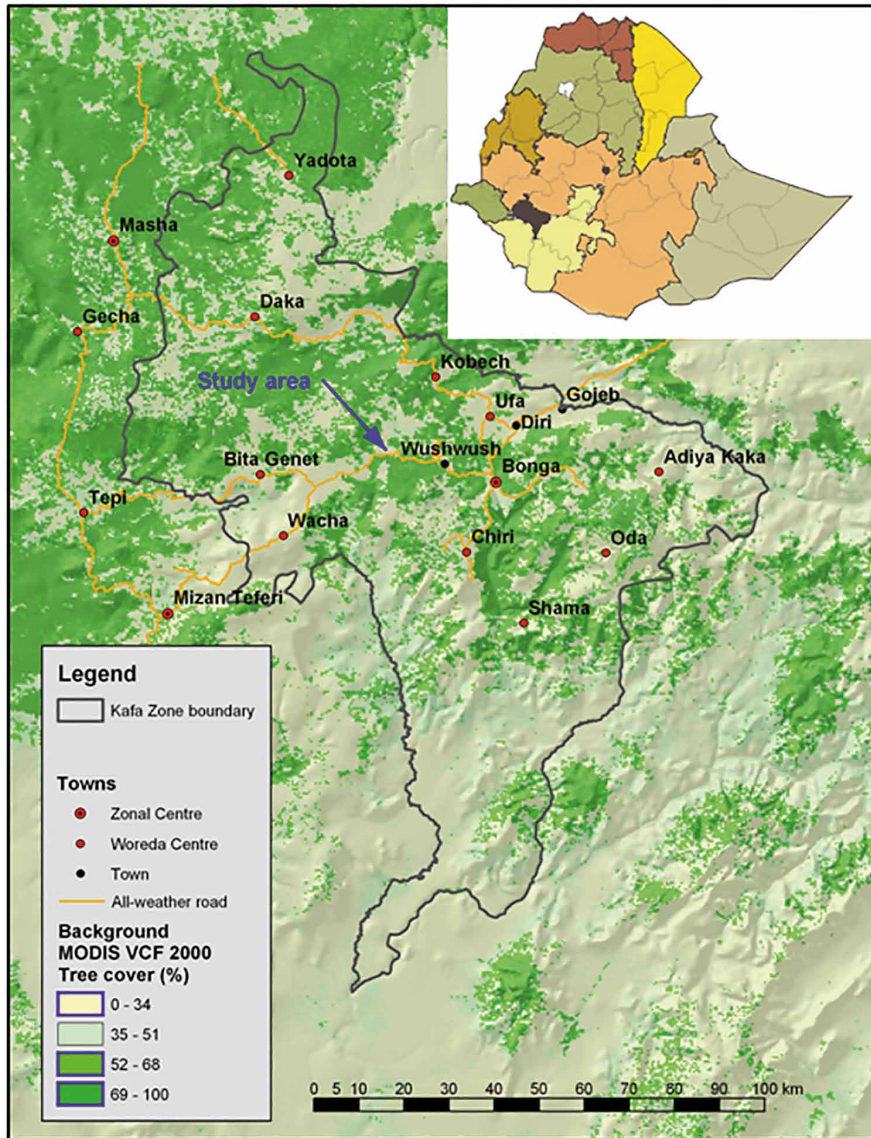 Yadota
Masha
Daka
Gecha
Kobech
Study area
Gojeb
Ufa
Diri
Wushwush
Adiya Kaka
Bita Genet
Bonga
Tepi
Wacha
Chiri
Oda
Mizan Teferi
Shama
Legend
Kafa Zone boundary
Towns
Zonal Centre
Woreda Centre
Town
All-weather road
Background
MODIS VCF 2000
Tree cover (%)
0 - 34
35 - 51
52 - 68
69 - 100
0 5 10 20 30 40 50 60 70 80 90 100 km